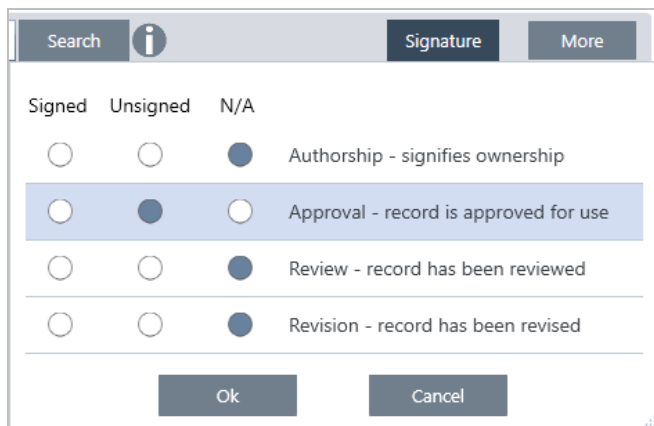 Search i Signature More
Signed Unsigned N/A
Authorship - signifies ownership
Approval - record is approved for use
Review - record has been reviewed
Revision - record has been revised
Ok Cancel